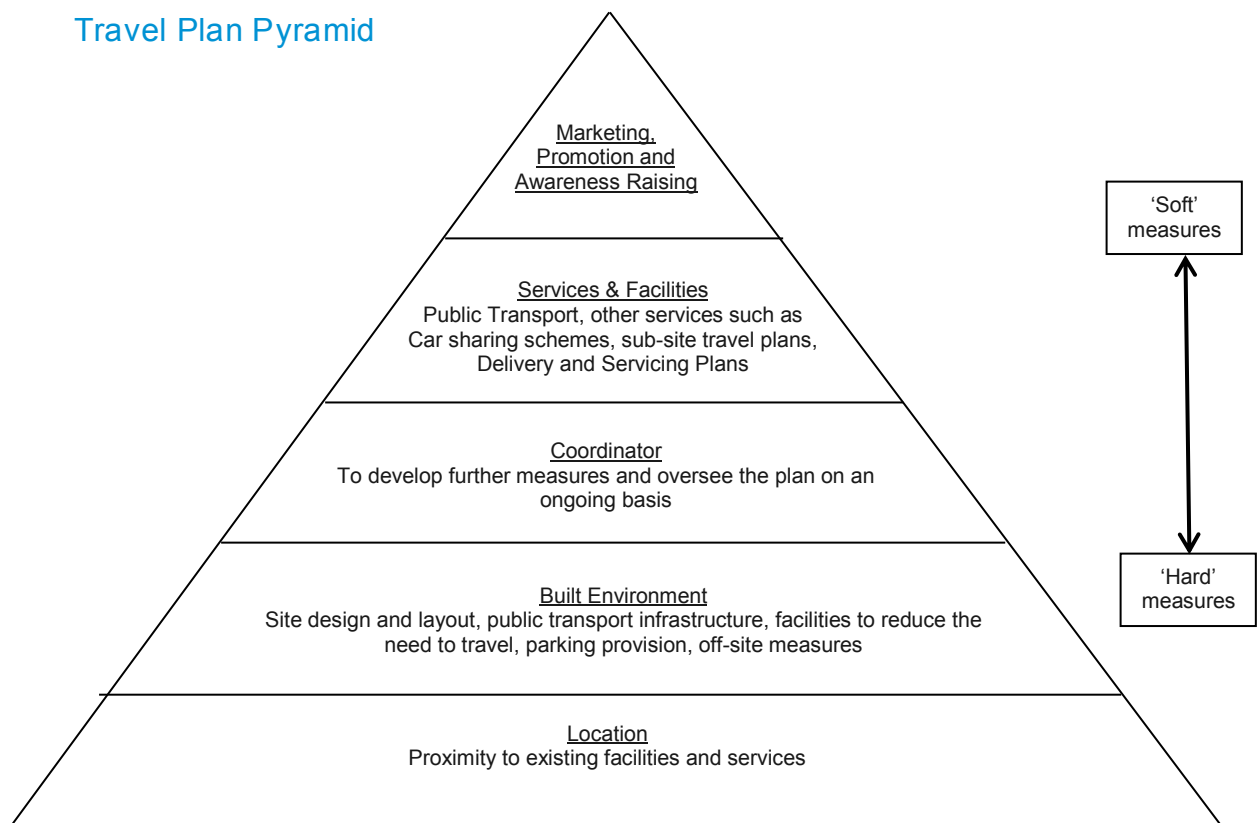 Travel Plan Pyramid
Marketing,
Promotion and
Awareness Raising
‘Soft’
measures
Services & Facilities
Public Transport, other services such as
Car sharing schemes, sub-site travel plans,
Delivery and Servicing Plans
Coordinator
To develop further measures and oversee the plan on an
ongoing basis
‘Hard’
measures
Built Environment
Site design and layout, public transport infrastructure, facilities to reduce the
need to travel, parking provision, off-site measures
Location
Proximity to existing facilities and services